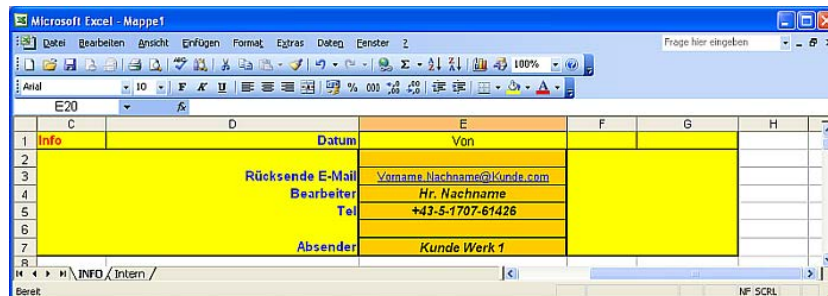 Microsoft Excel - Mappe1
Datei Bearbeiten Ansicht Einfügen Format Extras Daten Fenster ? Frage hier eingeben
100%
Arial 10 F K U % 000
E20 fx
C D E F G H
1 Info Datum Von
2
3 Rücksende E-Mail Vorname.Nachname@Kunde.com
4 Bearbeiter Hr. Nachname
5 Tel +43-5-1707-61426
6
7 Absender Kunde Werk 1
8
INFO / Intern /
Bereit NF SCRL